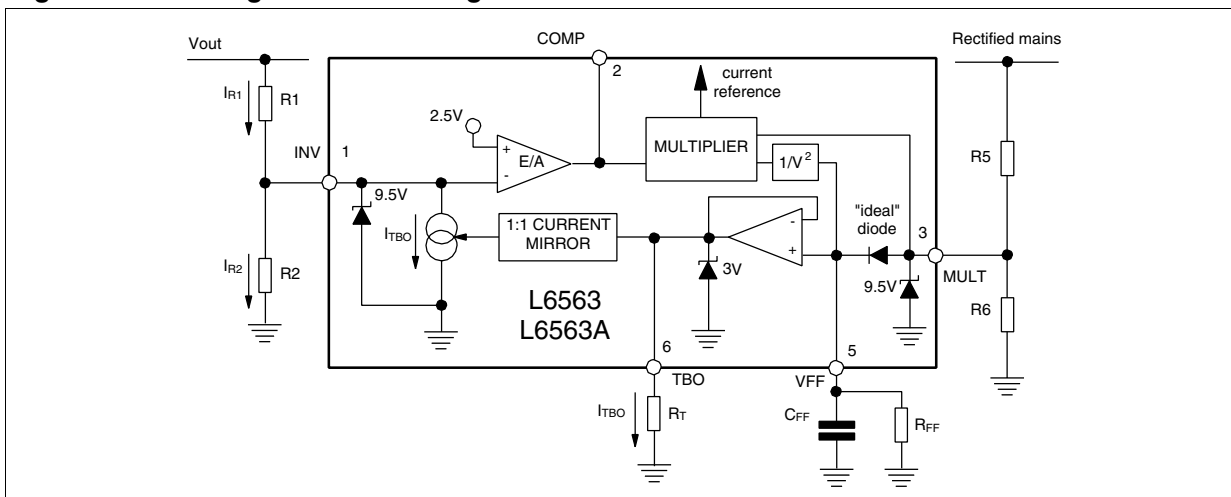 COMP
Vout
Rectified mains
2
current
reference
IR1
R1
2.5V
MULTIPLIER
R5
INV
1
+
E/A
-
1/V2
9.5V
"ideal"
diode
-
+
3
ITBO
1:1 CURRENT
MIRROR
IR2
R2
3V
9.5V
MULT
L6563
L6563A
R6
6
5
TBO
VFF
ITBO
RT
CFF
RFF